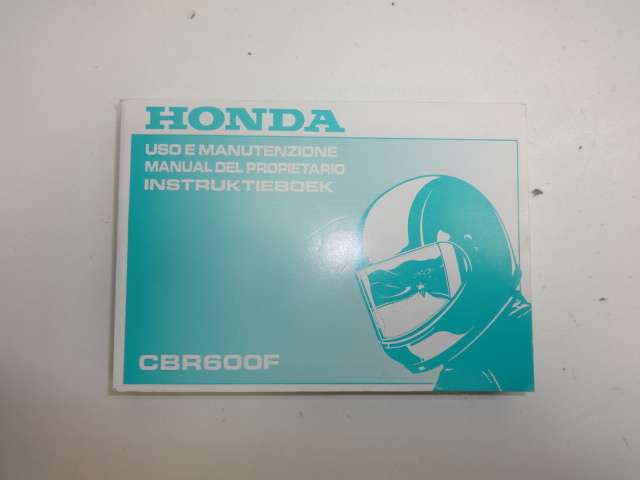 HONDA
USO E MANUTENZIONE
MANUAL DEL PROPIETARIO
INSTRUKTIEBOEK
CBR600F